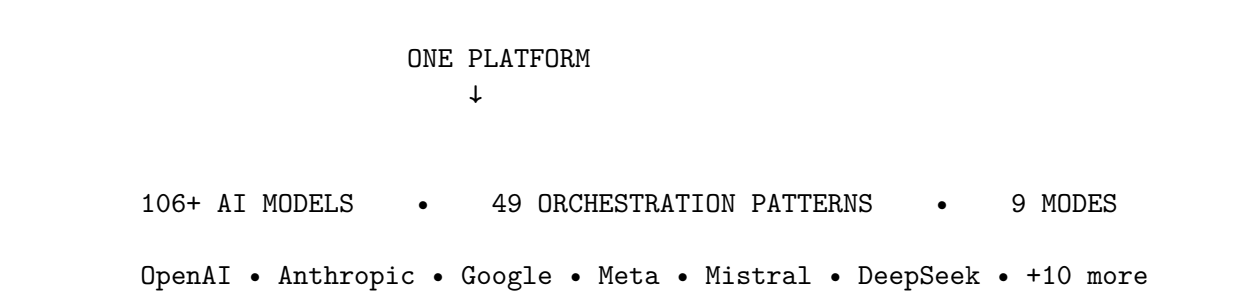 ONE PLATFORM
↓
106+ AI MODELS • 49 ORCHESTRATION PATTERNS • 9 MODES
OpenAI • Anthropic • Google • Meta • Mistral • DeepSeek • +10 more